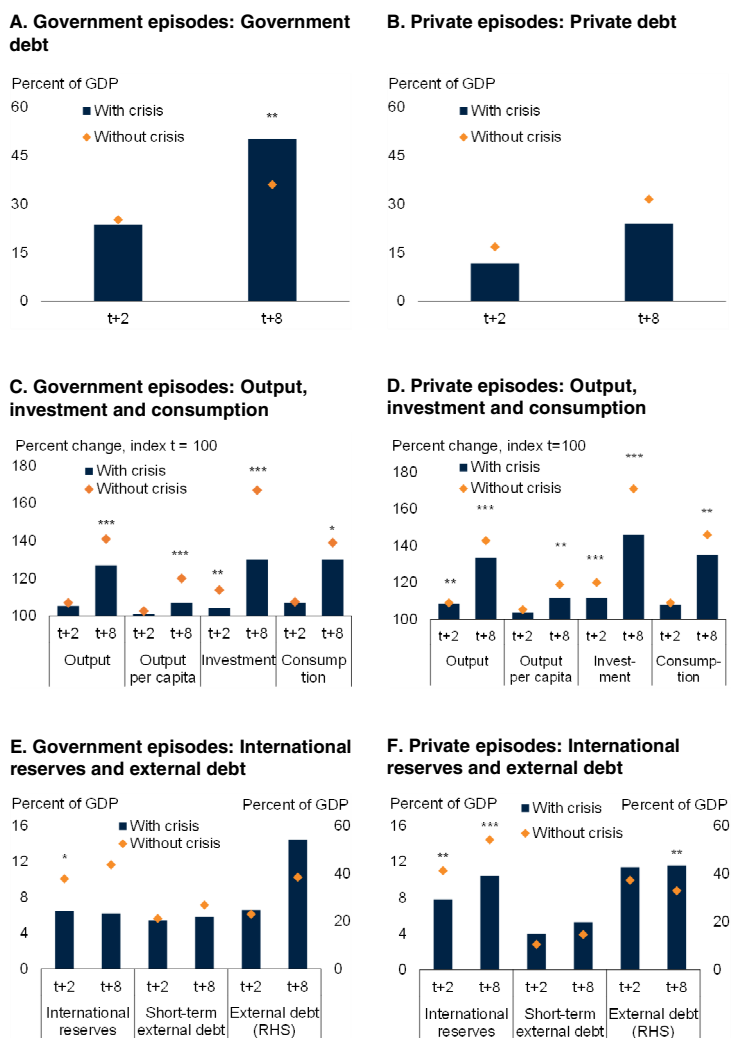 A. Government episodes: Government
debt
Percent of GDP
60
45
30
15
0
With crisis
Without crisis
**
t+2
t+8
B. Private episodes: Private debt
Percent of GDP
60
45
30
15
0
With crisis
Without crisis
t+2
t+8
C. Government episodes: Output,
investment and consumption
Percent change, index t = 100
180
160
140
120
100
With crisis
Without crisis
***
***
**
***
*
t+2 t+8 t+2 t+8 t+2 t+8 t+2 t+8
Output
Output
per capita
Investment
Consump
tion
D. Private episodes: Output,
investment and consumption
Percent change, index t=100
180
160
140
120
100
With crisis
Without crisis
**
***
**
***
***
**
t+2 t+8 t+2 t+8 t+2 t+8 t+2 t+8
Output
Output
per capita
Invest-
ment
Consump-
tion
E. Government episodes: International
reserves and external debt
Percent of GDP
Percent of GDP
16
12
8
4
0
With crisis
Without crisis
*
60
40
20
0
t+2 t+8 t+2 t+8 t+2 t+8
International
reserves
Short-term
external debt
External debt
(RHS)
F. Private episodes: International
reserves and external debt
Percent of GDP
Percent of GDP
16
12
8
4
0
With crisis
Without crisis
**
***
**
60
40
20
0
t+2 t+8 t+2 t+8 t+2 t+8
International
reserves
Short-term
external debt
External debt
(RHS)